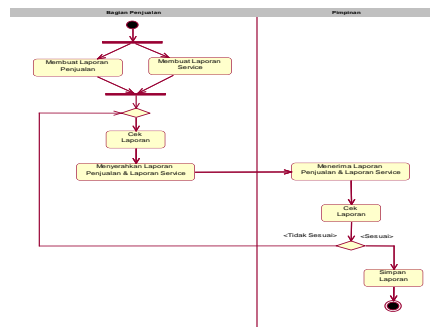 Bagian Penjualan
Pimpinan
Membuat Laporan
Penjualan
Membuat Laporan
Service
Cek
Laporan
Menyerahkan Laporan
Penjualan & Laporan Service
Menerima Laporan
Penjualan & Laporan Service
Cek
Laporan
<Tidak Sesuai>
<Sesuai>
Simpan
Laporan